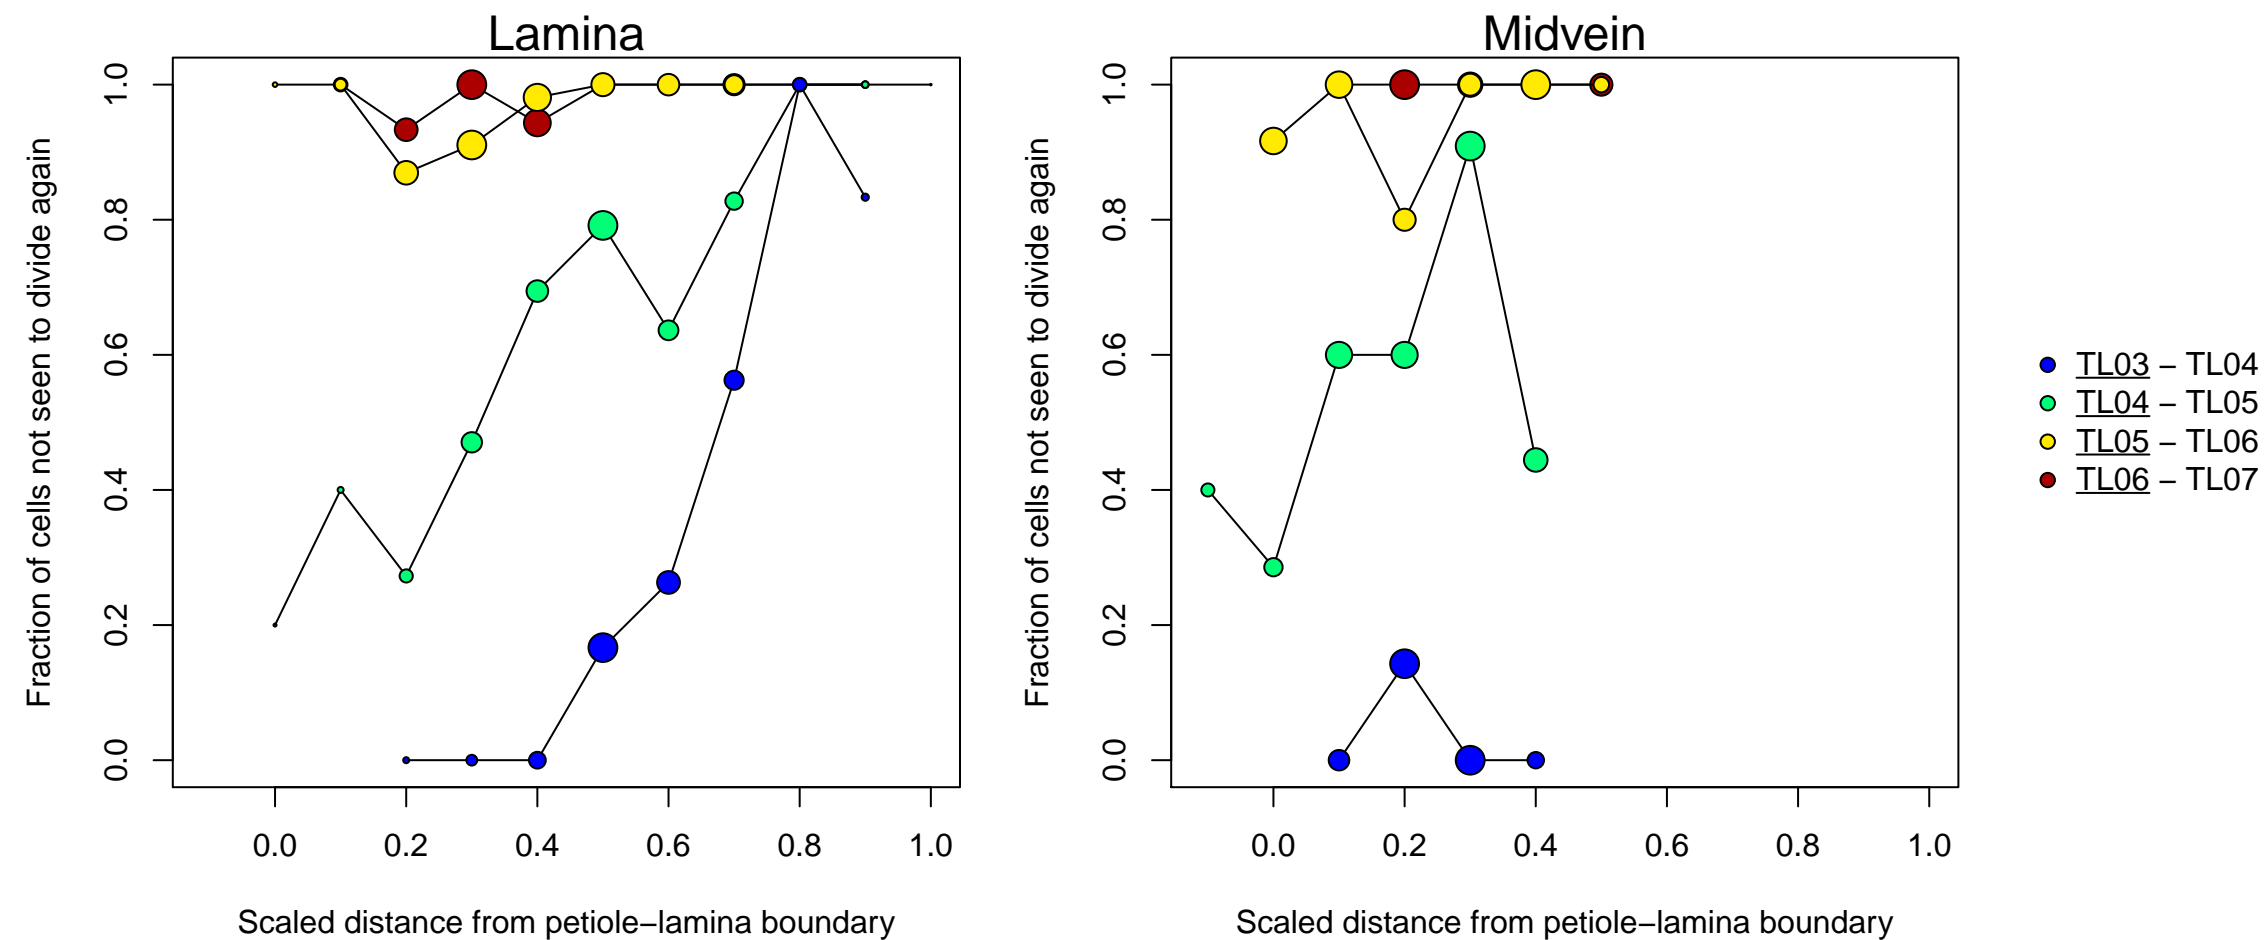 Lamina
Fraction of cells not seen to divide again
1.0
0.8
0.6
0.4
0.2
0.0
0.0 0.2 0.4 0.6 0.8 1.0
Scaled distance from petiole−lamina boundary
Midvein
Fraction of cells not seen to divide again
1.0
0.8
0.6
0.4
0.2
0.0
0.0 0.2 0.4 0.6 0.8 1.0
Scaled distance from petiole−lamina boundary
TL03 − TL04
TL04 − TL05
TL05 − TL06
TL06 − TL07